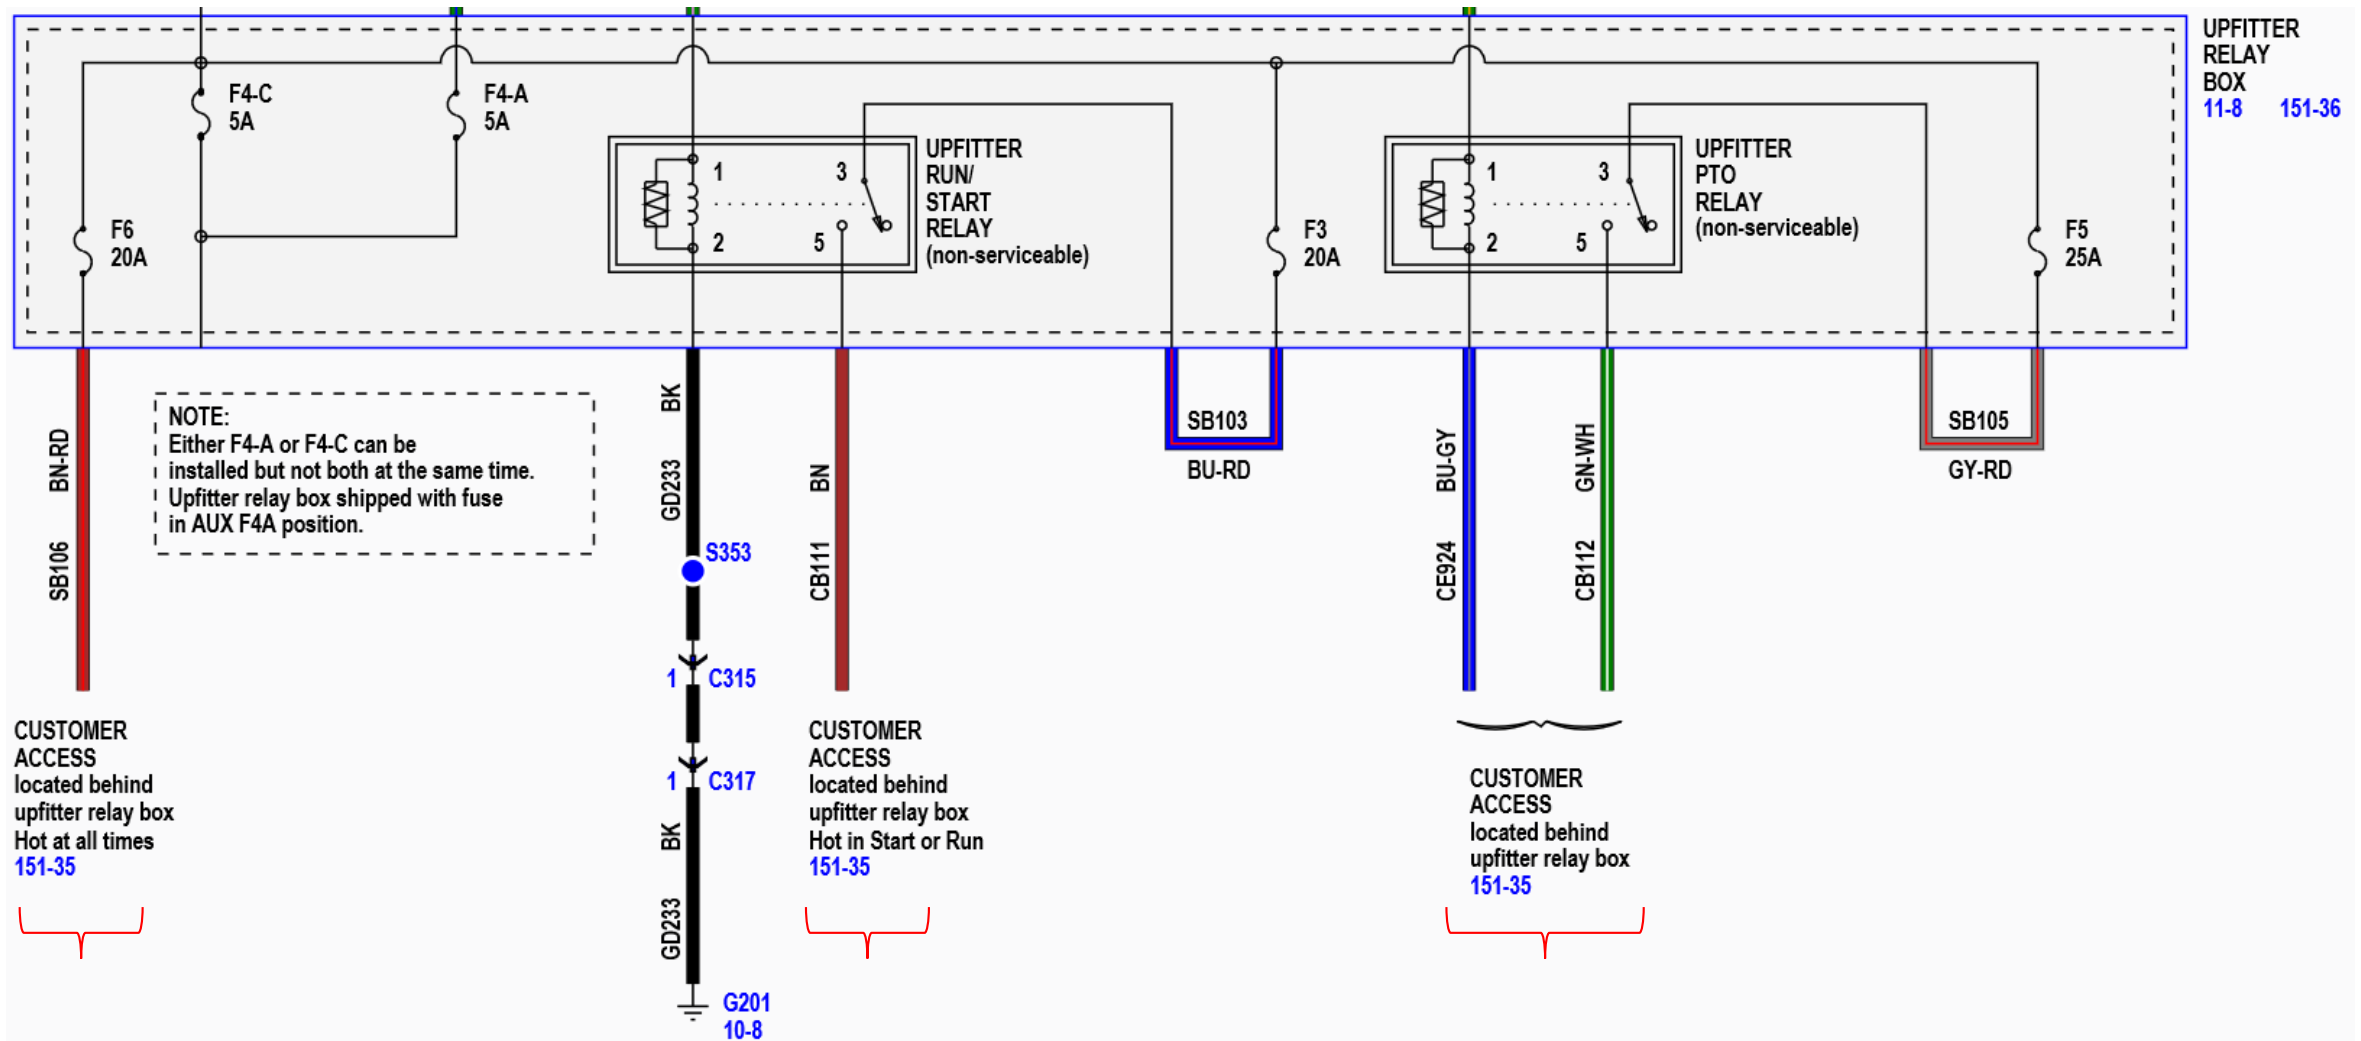 UPFITTER
RELAY
BOX
11-8 151-36
F4-C
5A
F4-A
5A
F6
20A
1
2
3
5
UPFITTER
RUN/
START
RELAY
(non-serviceable)
F3
20A
1
2
3
5
UPFITTER
PTO
RELAY
(non-serviceable)
F5
25A
BN-RD
SB106
NOTE:
Either F4-A or F4-C can be
installed but not both at the same time.
Upfitter relay box shipped with fuse
in AUX F4A position.
BK
GD233
S353
1 C315
1 C317
BK
GD233
G201
10-8
BN
CB111
SB103
BU-RD
BU-GY
CE924
GN-WH
CB112
SB105
GY-RD
CUSTOMER
ACCESS
located behind
upfitter relay box
Hot at all times
151-35
CUSTOMER
ACCESS
located behind
upfitter relay box
Hot in Start or Run
151-35
CUSTOMER
ACCESS
located behind
upfitter relay box
151-35